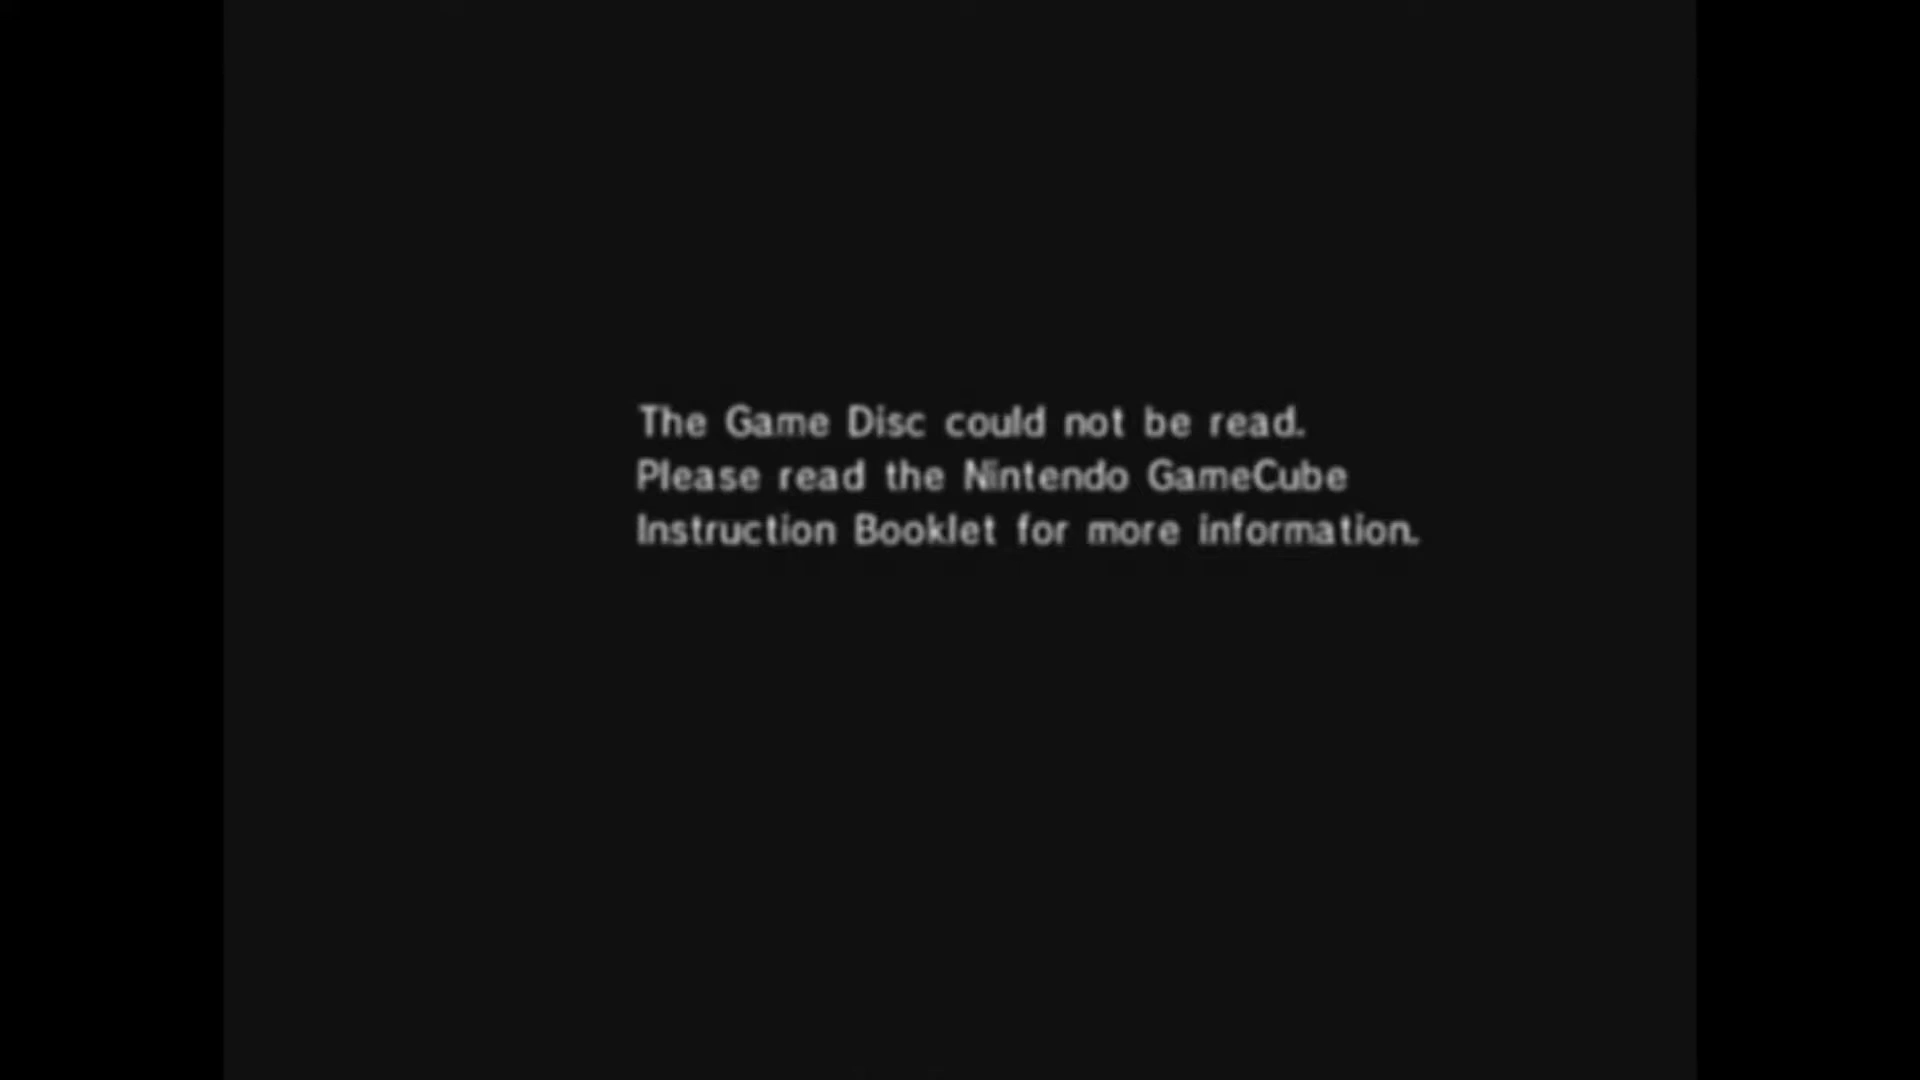 The Game Disc could not be read.
Please read the Nintendo GameCube
Instruction Booklet for more information.